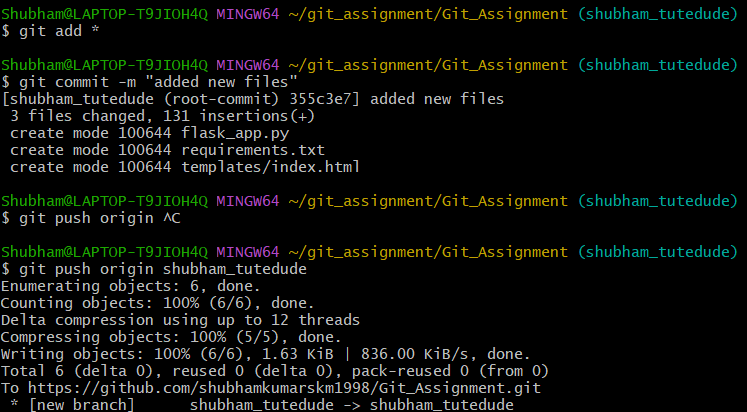 Shubham@LAPTOP-T9JIOH4Q MINGW64 ~/git_assignment/Git_Assignment (shubham_tutedude)
$ git add *
Shubham@LAPTOP-T9JIOH4Q MINGW64 ~/git_assignment/Git_Assignment (shubham_tutedude)
$ git commit -m "added new files"
[shubham_tutedude (root-commit) 355c3e7] added new files
 3 files changed, 131 insertions(+)
 create mode 100644 flask_app.py
 create mode 100644 requirements.txt
 create mode 100644 templates/index.html
Shubham@LAPTOP-T9JIOH4Q MINGW64 ~/git_assignment/Git_Assignment (shubham_tutedude)
$ git push origin ^C
Shubham@LAPTOP-T9JIOH4Q MINGW64 ~/git_assignment/Git_Assignment (shubham_tutedude)
$ git push origin shubham_tutedude
Enumerating objects: 6, done.
Counting objects: 100% (6/6), done.
Delta compression using up to 12 threads
Compressing objects: 100% (5/5), done.
Writing objects: 100% (6/6), 1.63 KiB | 836.00 KiB/s, done.
Total 6 (delta 0), reused 0 (delta 0), pack-reused 0 (from 0)
To https://github.com/shubhamkumarskm1998/Git_Assignment.git
 * [new branch]      shubham_tutedude -> shubham_tutedude